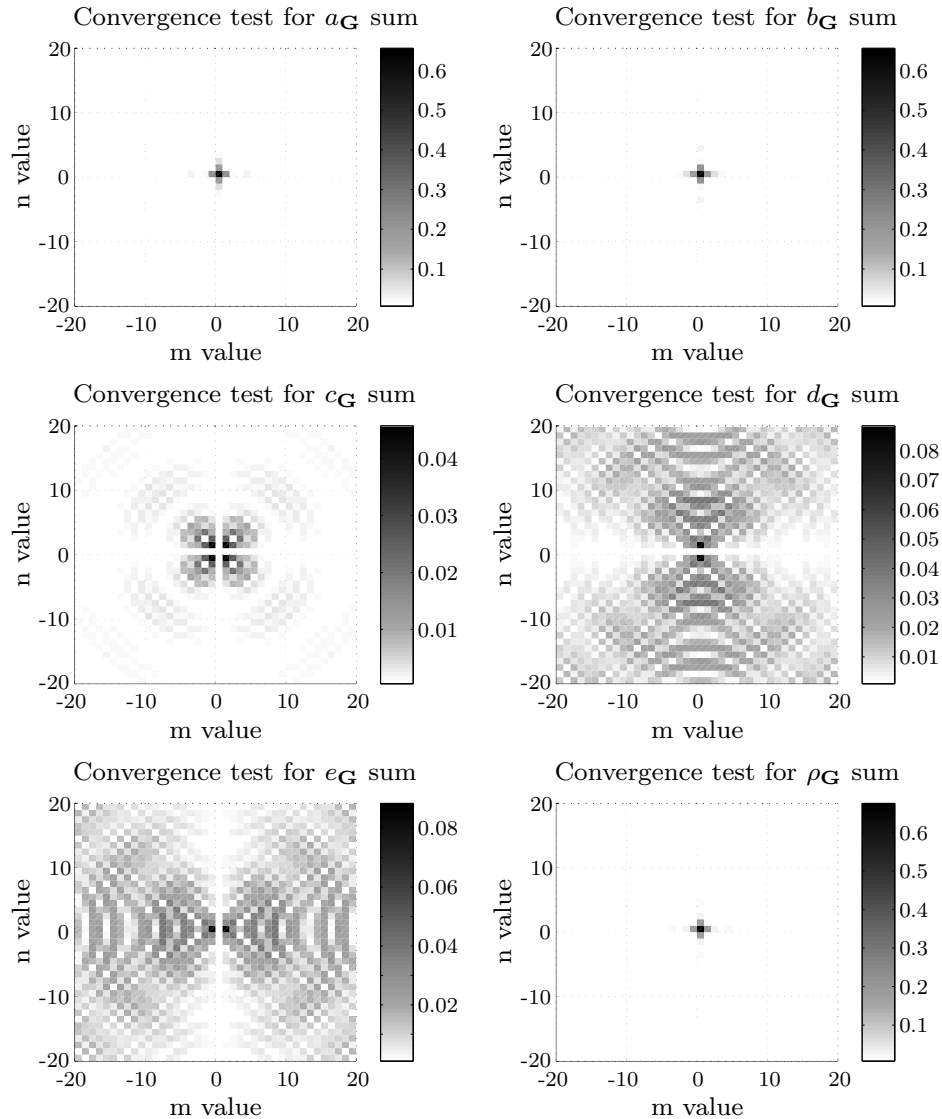 Convergence test for a_G sum
20
10
0
-10
-20
n value
-20 -10 0 10 20
m value
0.6
0.5
0.4
0.3
0.2
0.1
Convergence test for b_G sum
20
10
0
-10
-20
n value
-20 -10 0 10 20
m value
0.6
0.5
0.4
0.3
0.2
0.1
Convergence test for c_G sum
20
10
0
-10
-20
n value
-20 -10 0 10 20
m value
0.04
0.03
0.02
0.01
Convergence test for d_G sum
20
10
0
-10
-20
n value
-20 -10 0 10 20
m value
0.08
0.07
0.06
0.05
0.04
0.03
0.02
0.01
Convergence test for e_G sum
20
10
0
-10
-20
n value
-20 -10 0 10 20
m value
0.08
0.06
0.04
0.02
Convergence test for ρ_G sum
20
10
0
-10
-20
n value
-20 -10 0 10 20
m value
0.6
0.5
0.4
0.3
0.2
0.1